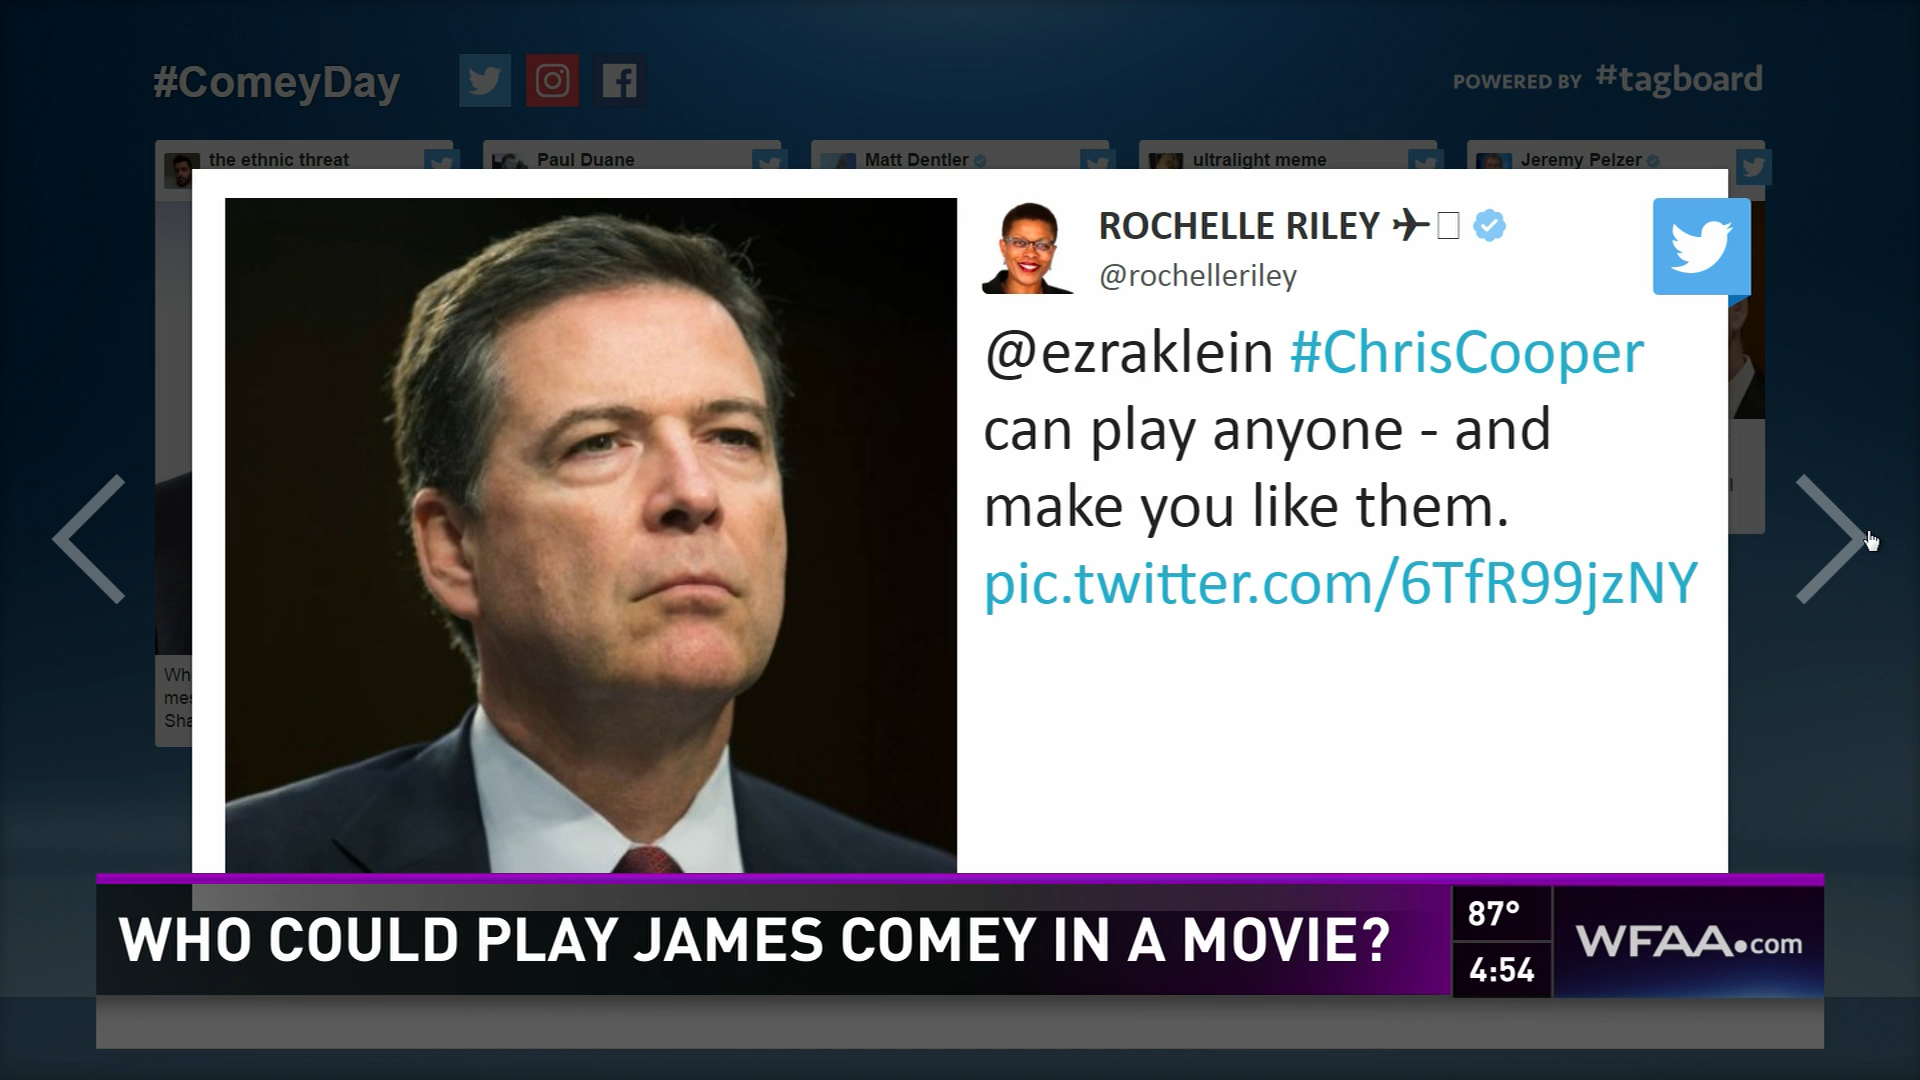 #ComeyDay
POWERED BY #tagboard
the ethnic threat
Paul Duane
Matt Dentler
ultralight meme
Jeremy Pelzer
ROCHELLE RILEY
@rochelleriley
@ezraklein #ChrisCooper
can play anyone - and
make you like them.
pic.twitter.com/6TfR99jzNY
WHO COULD PLAY JAMES COMEY IN A MOVIE?
87°
4:54
WFAA.com